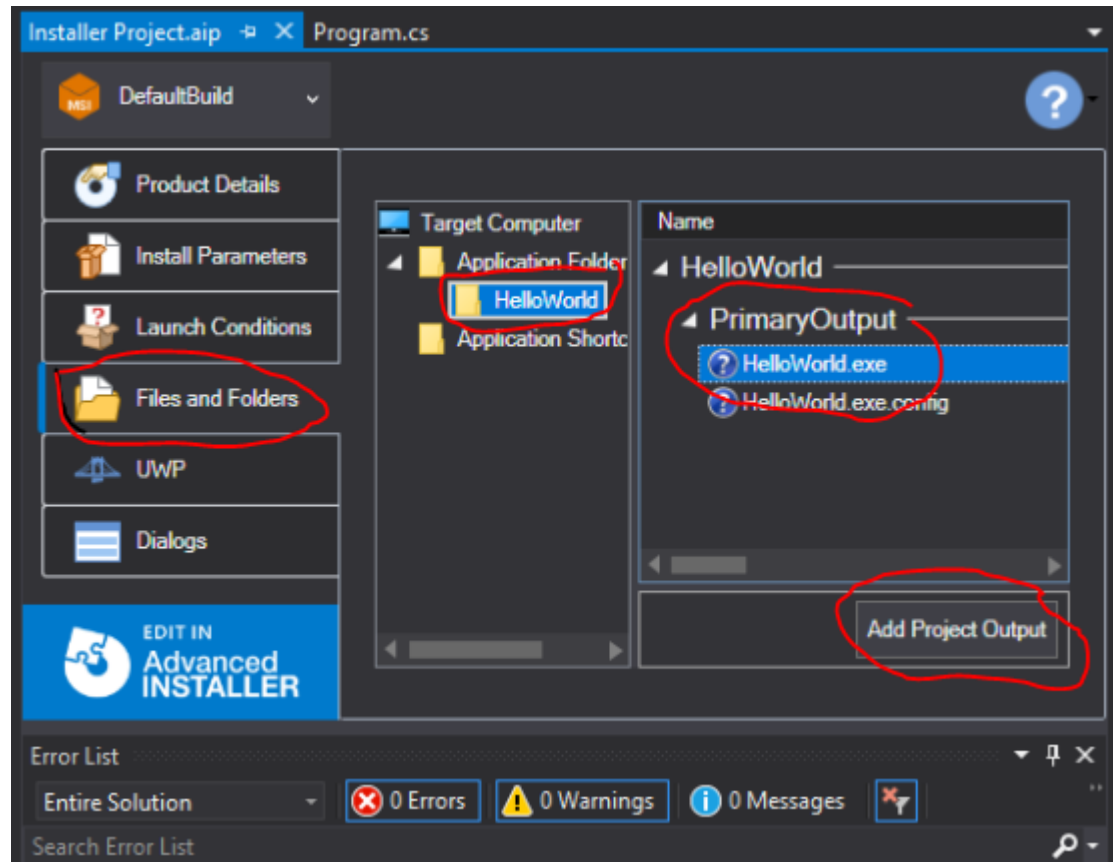 Installer Project.aip Program.cs
MSI DefaultBuild
?
Product Details
Install Parameters
Launch Conditions
Files and Folders
UWP
Dialogs
EDIT IN
Advanced
INSTALLER
Target Computer
Application Folder
HelloWorld
Application Shortc
Name
HelloWorld
PrimaryOutput
HelloWorld.exe
HelloWorld.exe.config
Add Project Output
Error List
Entire Solution 0 Errors 0 Warnings 0 Messages
Search Error List